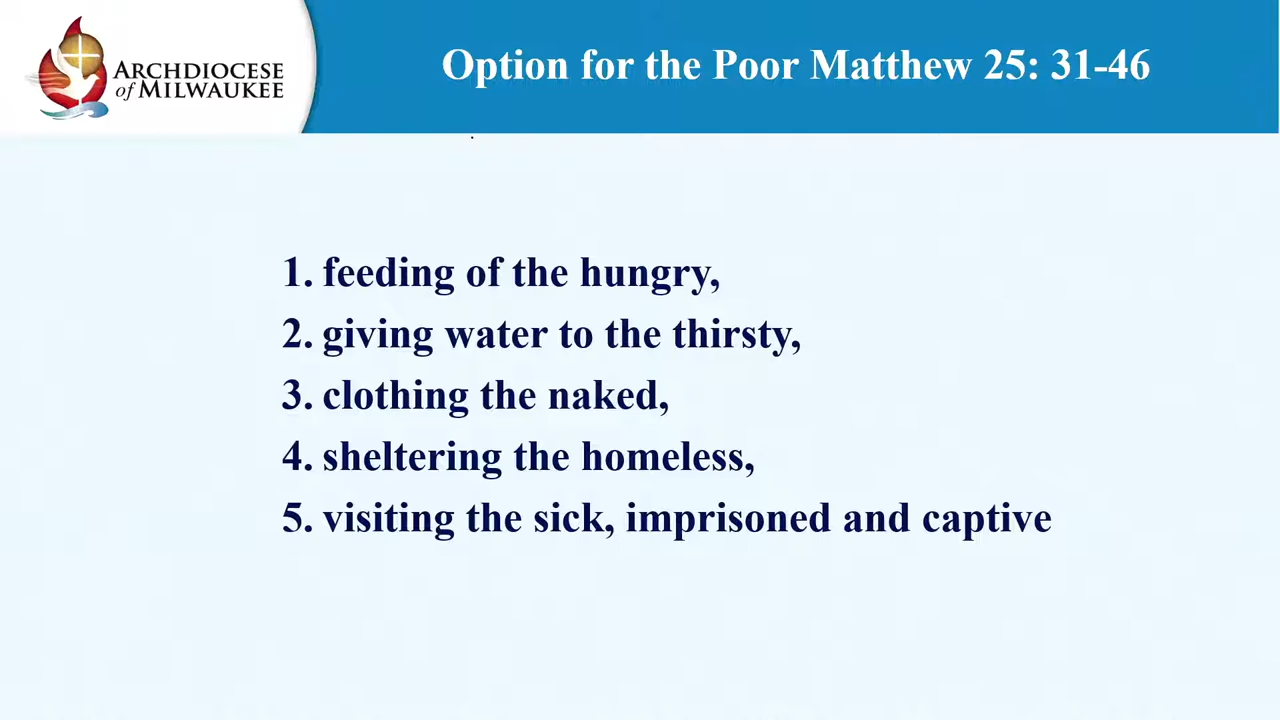 ARCHDIOCESE
of MILWAUKEE
Option for the Poor Matthew 25: 31-46
.
1. feeding of the hungry,
2. giving water to the thirsty,
3. clothing the naked,
4. sheltering the homeless,
5. visiting the sick, imprisoned and captive